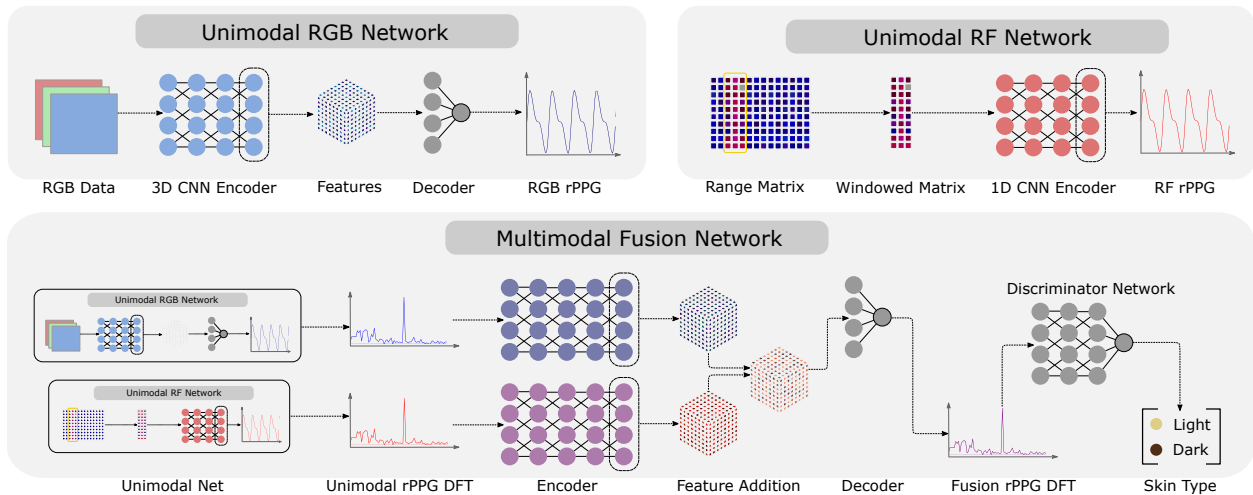 Unimodal RGB Network
RGB Data
3D CNN Encoder
Features
Decoder
RGB rPPG
Unimodal RF Network
Range Matrix
Windowed Matrix
1D CNN Encoder
RF rPPG
Multimodal Fusion Network
Unimodal RGB Network
Unimodal RF Network
Discriminator Network
Light
Dark
Unimodal Net
Unimodal rPPG DFT
Encoder
Feature Addition
Decoder
Fusion rPPG DFT
Skin Type